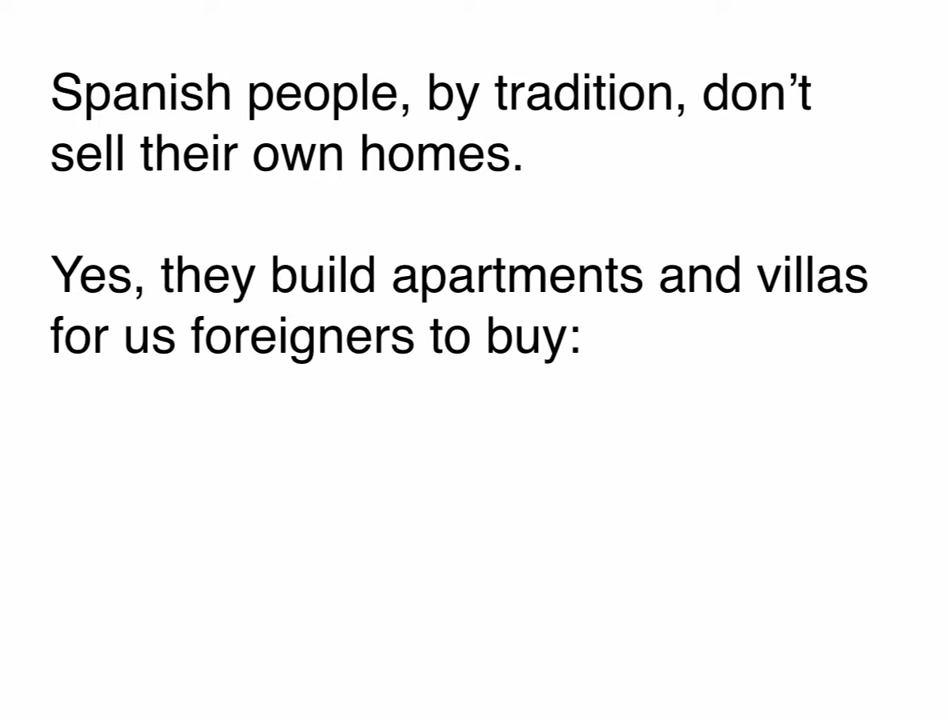 Spanish people, by tradition, don’t
sell their own homes.
Yes, they build apartments and villas
for us foreigners to buy: